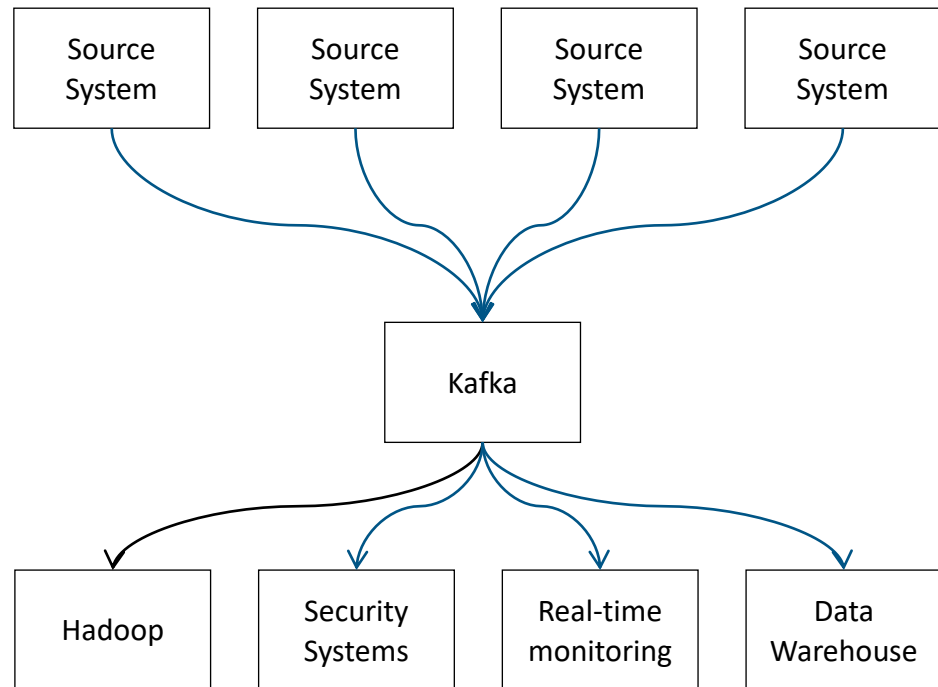 Source
System
Source
System
Source
System
Source
System
Kafka
Hadoop
Security
Systems
Real-time
monitoring
Data
Warehouse